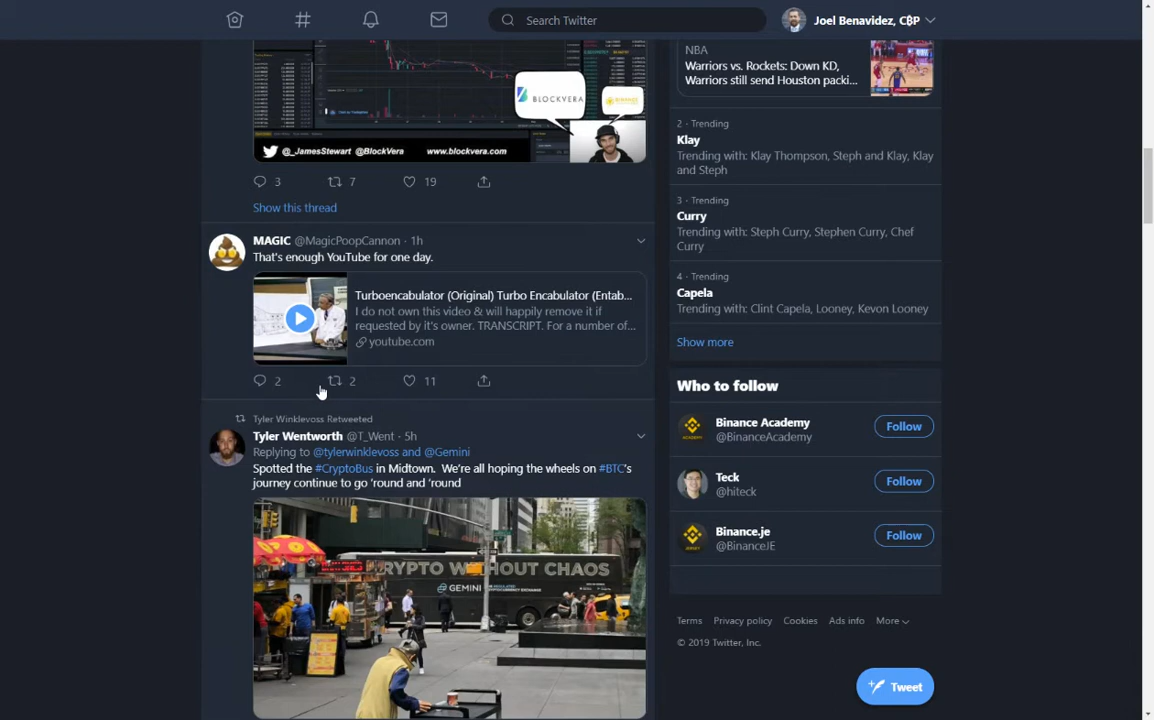 Search Twitter
Joel Benavidez, C₿P
NBA
Warriors vs. Rockets: Down KD,
Warriors still send Houston packi...
BLOCKVERA
BINANCE
@_JamesStewart @BlockVera www.blockvera.com
2 · Trending
Klay
Trending with: Klay Thompson, Steph and Klay, Klay
and Steph
3 7 19
Show this thread
3 · Trending
Curry
Trending with: Steph Curry, Stephen Curry, Chef
Curry
MAGIC @MagicPoopCannon · 1h
That's enough YouTube for one day.
Turboencabulator (Original) Turbo Encabulator (Entab...
I do not own this video & will happily remove it if
requested by it's owner. TRANSCRIPT. For a number of...
youtube.com
2 2 11
4 · Trending
Capela
Trending with: Clint Capela, Looney, Kevon Looney
Show more
Who to follow
Binance Academy
@BinanceAcademy
Follow
Teck
@hiteck
Follow
Binance.je
@BinanceJE
Follow
Tyler Winklevoss Retweeted
Tyler Wentworth @T_Went · 5h
Replying to @tylerwinklevoss and @Gemini
Spotted the #CryptoBus in Midtown. We're all hoping the wheels on #BTC's
journey continue to go 'round and 'round
CRYPTO WITHOUT CHAOS
GEMINI
Terms Privacy policy Cookies Ads info More
© 2019 Twitter, Inc.
Tweet